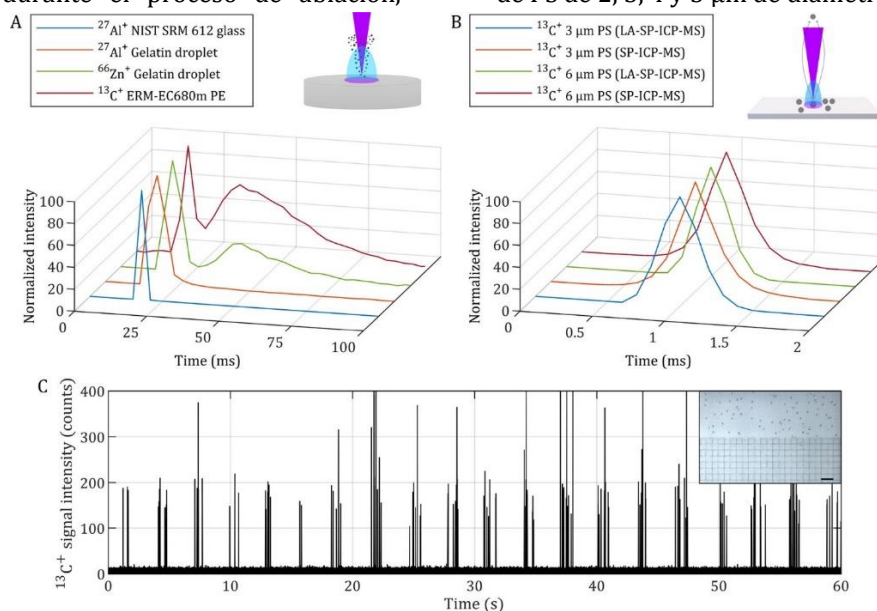 durante el proceso de ablación,
de PS de 2, 3, 4 y 5 µm de diámetr
A
²⁷Al⁺ NIST SRM 612 glass
²⁷Al⁺ Gelatin droplet
⁶⁶Zn⁺ Gelatin droplet
¹³C⁺ ERM-EC680m PE
Normalized intensity
100
80
60
40
20
0
0
25
50
75
100
Time (ms)
B
¹³C⁺ 3 µm PS (LA-SP-ICP-MS)
¹³C⁺ 3 µm PS (SP-ICP-MS)
¹³C⁺ 6 µm PS (LA-SP-ICP-MS)
¹³C⁺ 6 µm PS (SP-ICP-MS)
Normalized intensity
100
80
60
40
20
0
0
0.5
1
1.5
2
Time (ms)
C
¹³C⁺ signal intensity (counts)
400
300
200
100
0
0
10
20
30
40
50
60
Time (s)